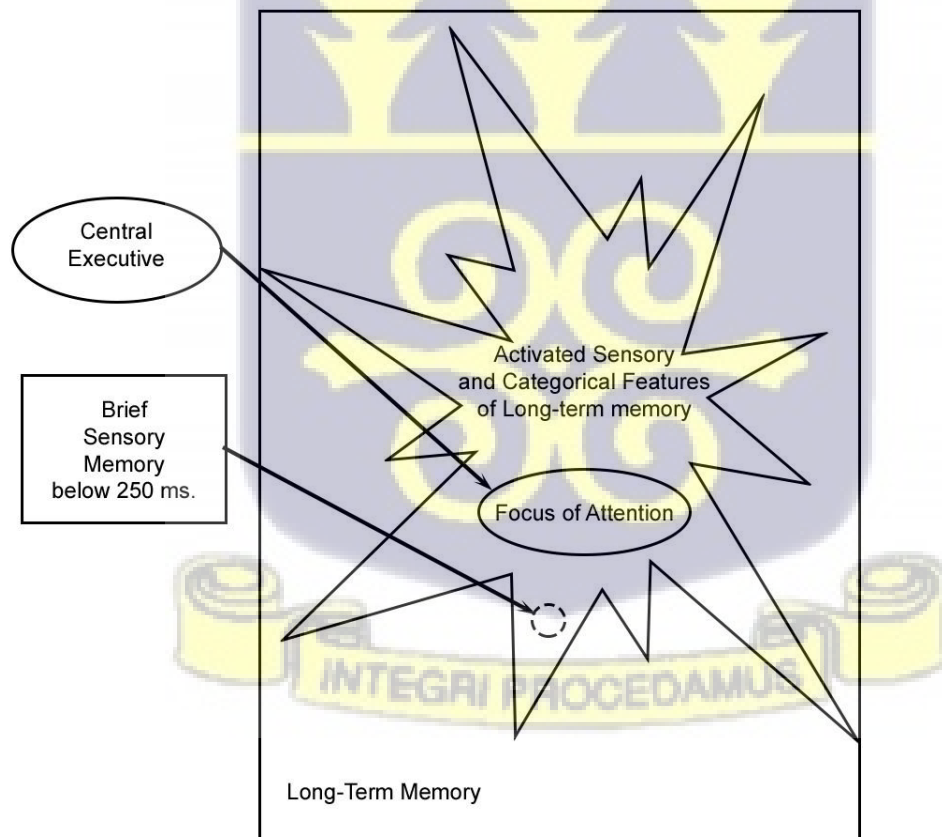 Central
Executive
Brief
Sensory
Memory
below 250 ms.
Activated Sensory
and Categorical Features
of Long-term memory
Focus of Attention
INTEGRI PROCEDAMUS
Long-Term Memory